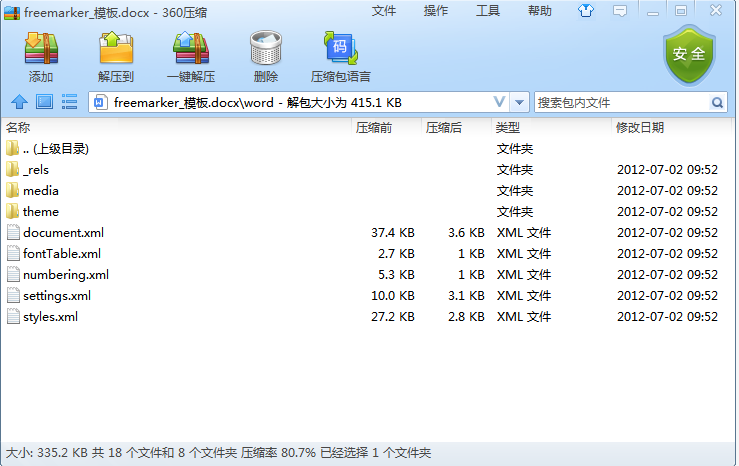 freemarker_模板.docx - 360压缩 文件 操作 工具 帮助
添加 解压到 一键解压 删除 码 压缩包语言 安全
freemarker_模板.docx\word - 解包大小为 415.1 KB 搜索包内文件
名称 压缩前 压缩后 类型 修改日期
.. (上级目录) 文件夹
_rels 文件夹 2012-07-02 09:52
media 文件夹 2012-07-02 09:52
theme 文件夹 2012-07-02 09:52
document.xml 37.4 KB 3.6 KB XML 文件 2012-07-02 09:52
fontTable.xml 2.7 KB 1 KB XML 文件 2012-07-02 09:52
numbering.xml 5.3 KB 1 KB XML 文件 2012-07-02 09:52
settings.xml 10.0 KB 3.1 KB XML 文件 2012-07-02 09:52
styles.xml 27.2 KB 2.8 KB XML 文件 2012-07-02 09:52
大小: 335.2 KB 共 18 个文件和 8 个文件夹 压缩率 80.7% 已经选择 1 个文件夹